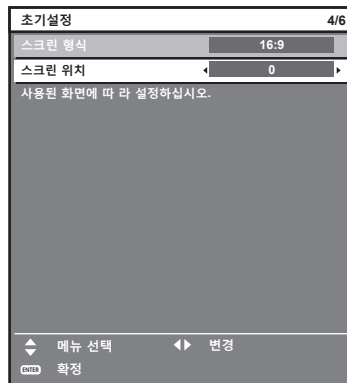 초기설정 4/6
스크린 형식 16:9
스크린 위치 0
사용된 화면에 따 라 설정하십시오.
메뉴 선택 변경
ENTER 확정